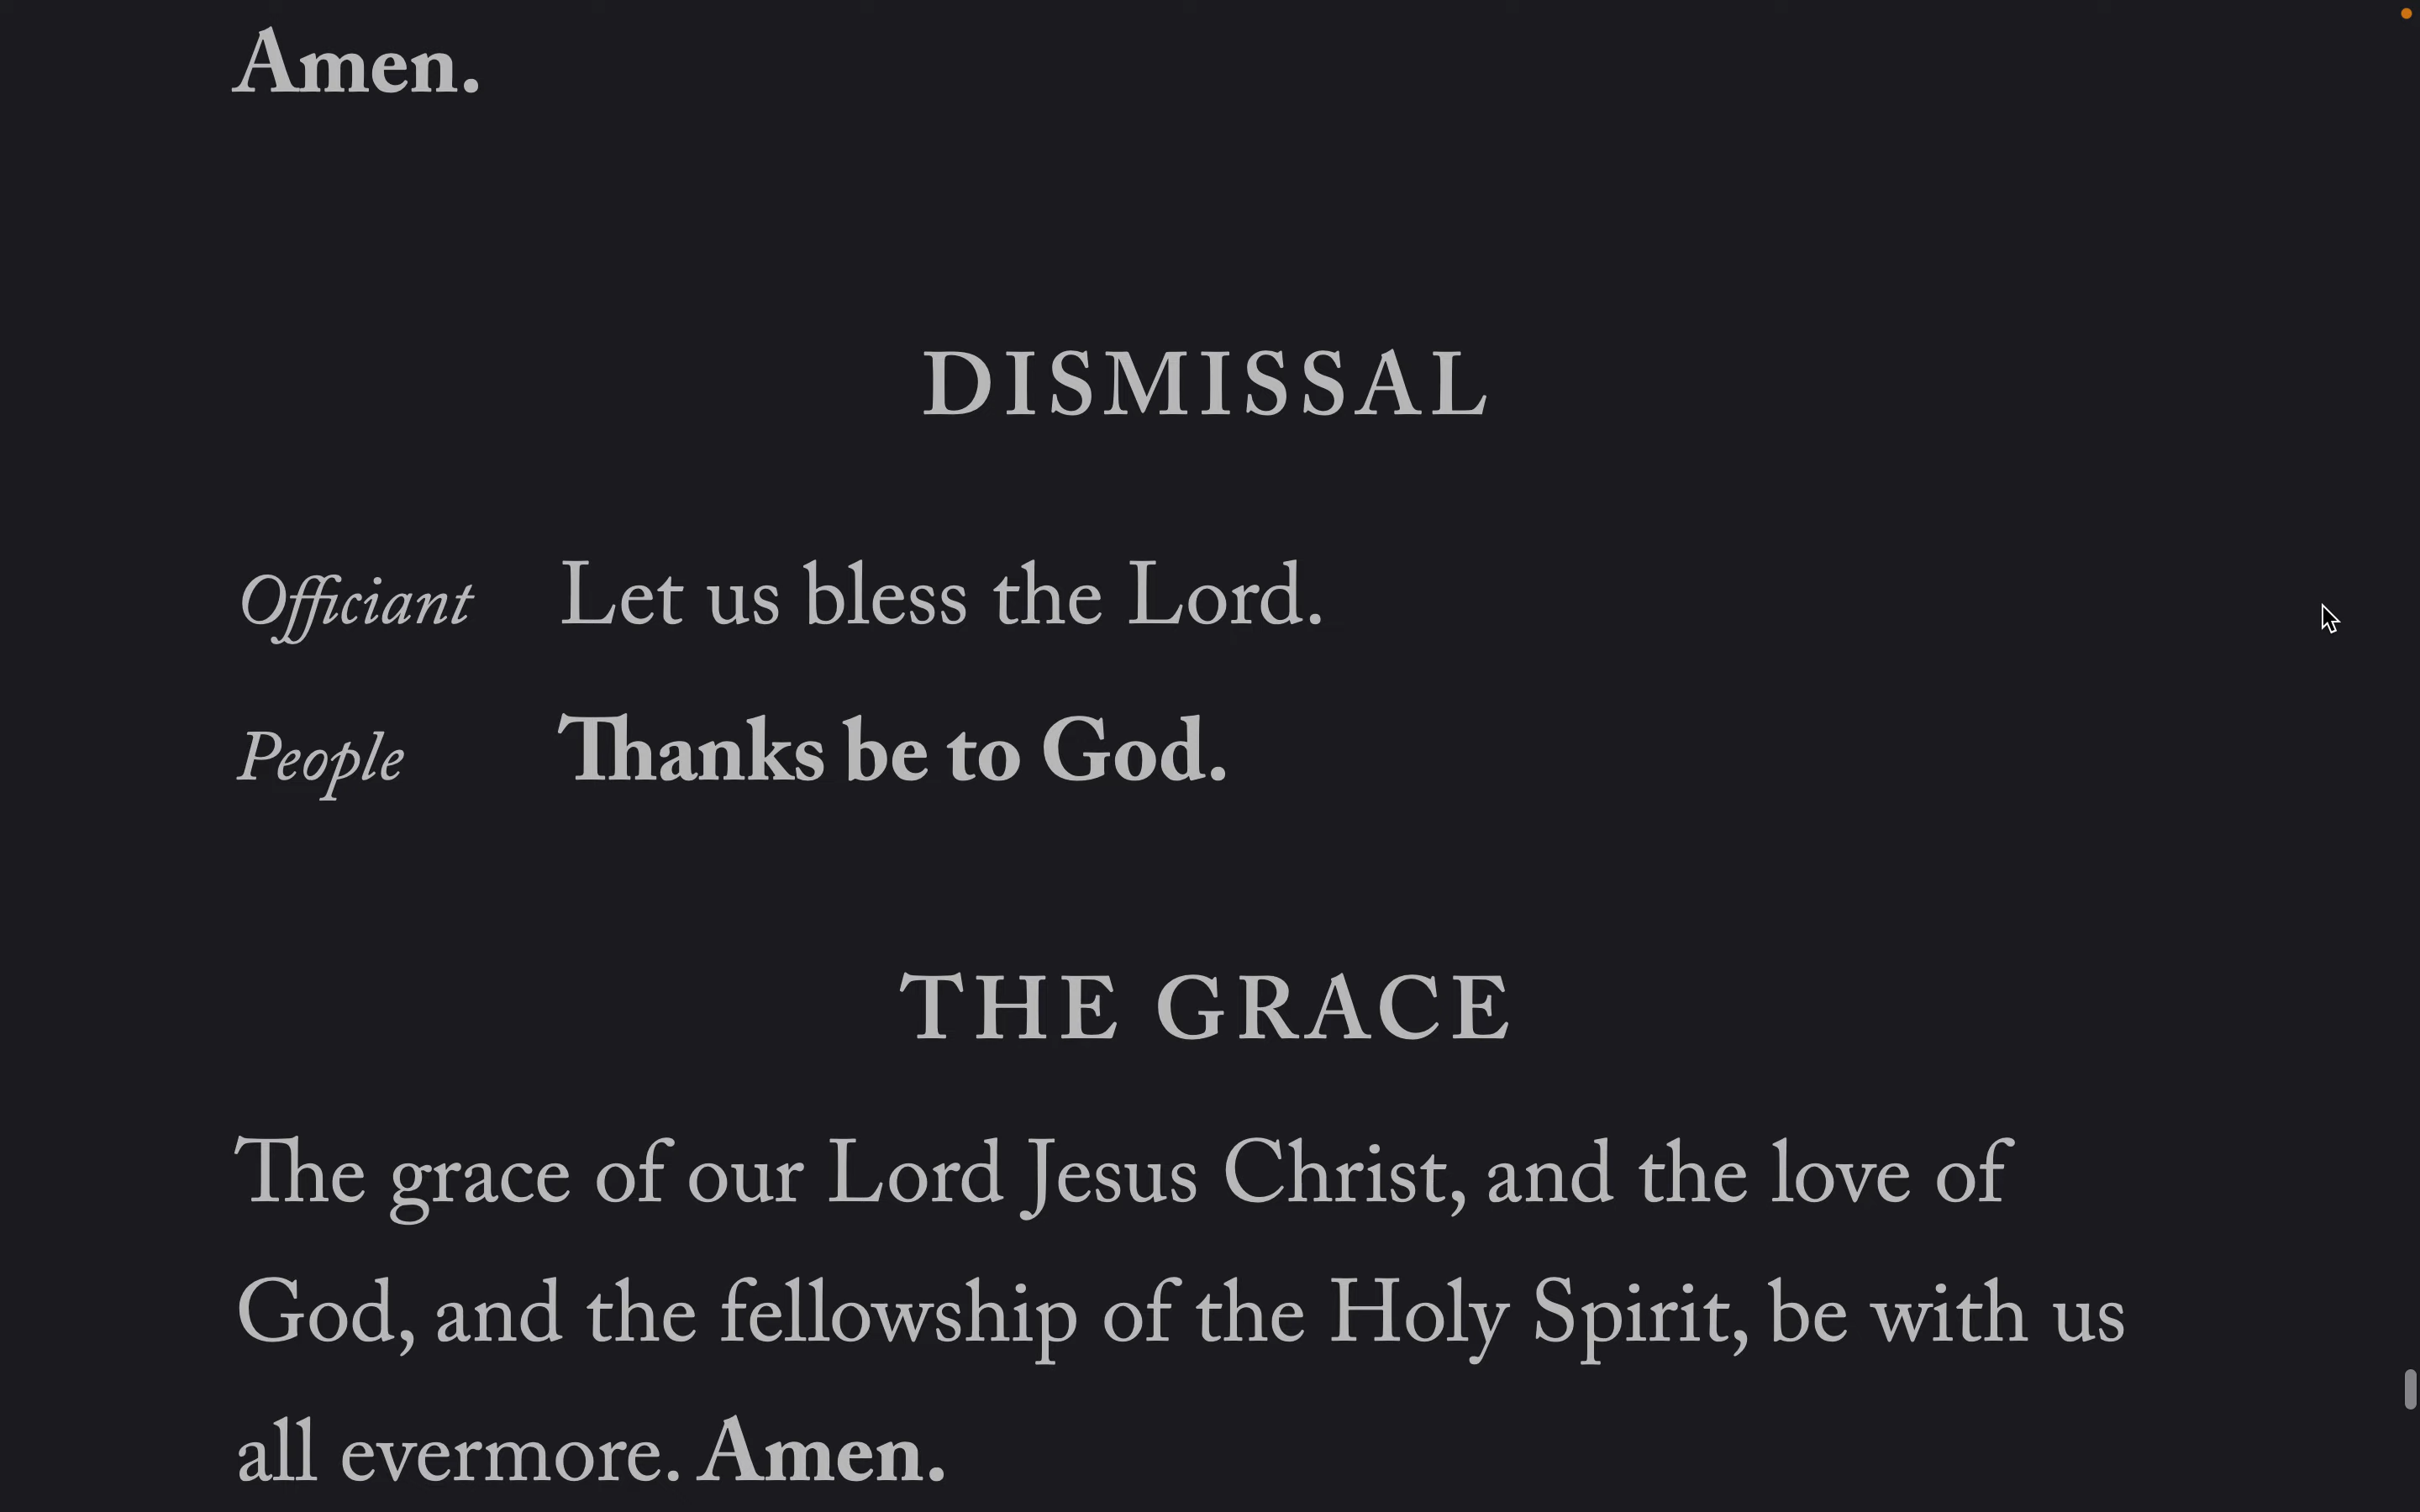 Amen.
DISMISSAL
Officiant Let us bless the Lord.
People Thanks be to God.
THE GRACE
The grace of our Lord Jesus Christ, and the love of
God, and the fellowship of the Holy Spirit, be with us
all evermore. Amen.